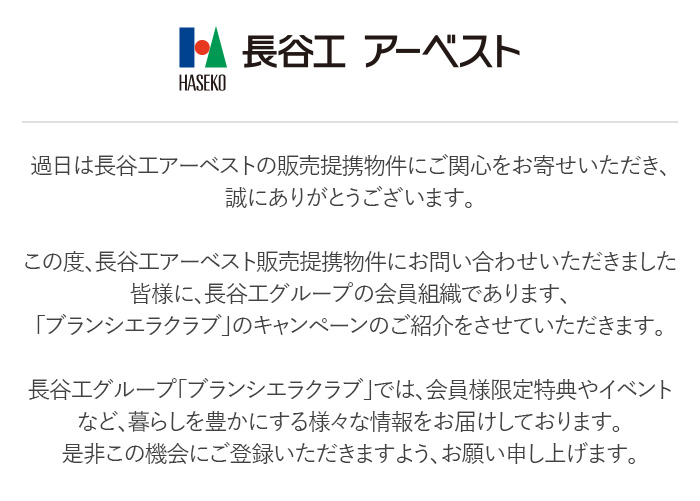 HASEKO
長谷工 アーベスト
過日は長谷工アーベストの販売提携物件にご関心をお寄せいただき、
誠にありがとうございます。
この度、長谷工アーベスト販売提携物件にお問い合わせいただきました
皆様に、長谷工グループの会員組織であります、
「ブランシエラクラブ」のキャンペーンのご紹介をさせていただきます。
長谷工グループ「ブランシエラクラブ」では、会員様限定特典やイベント
など、暮らしを豊かにする様々な情報をお届けしております。
是非この機会にご登録いただきますよう、お願い申し上げます。